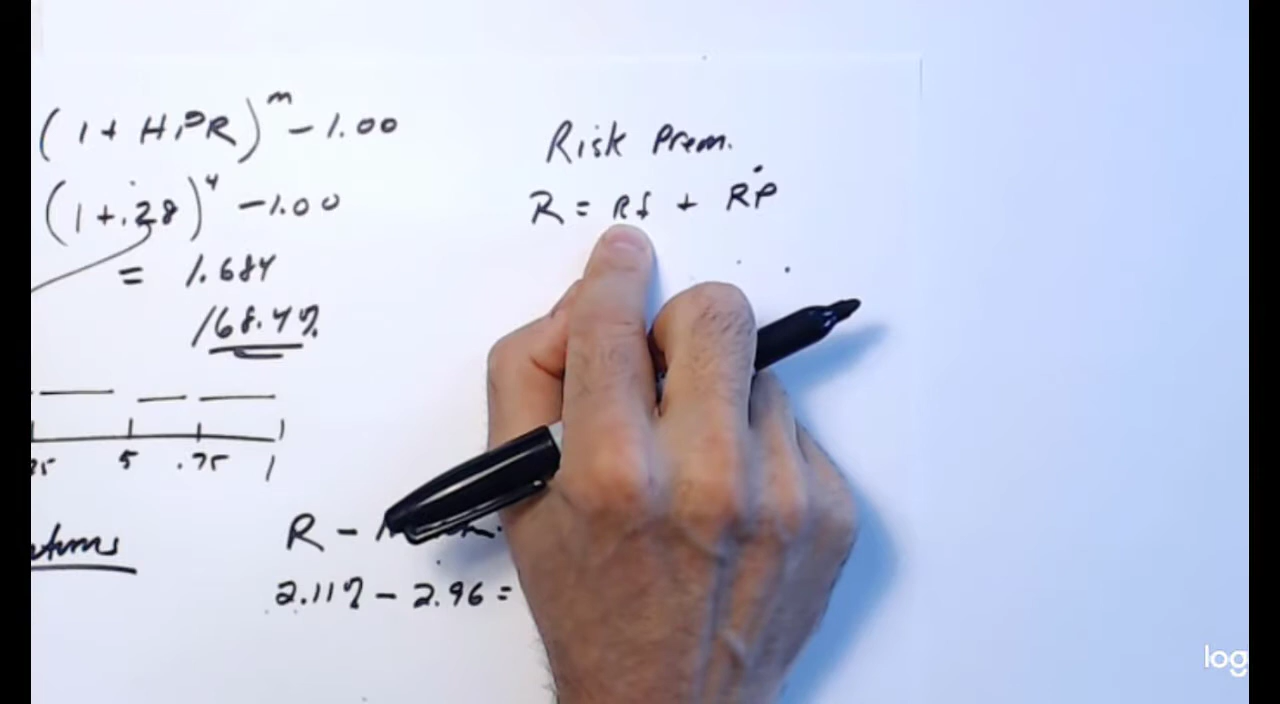 (1 + HPR)^m - 1.00
(1 + .28)^4 - 1.00
= 1.684
168.4%
Risk Prem.
R = Rf + RP
5 .75 1
R -
2.11% - 2.96 =
log